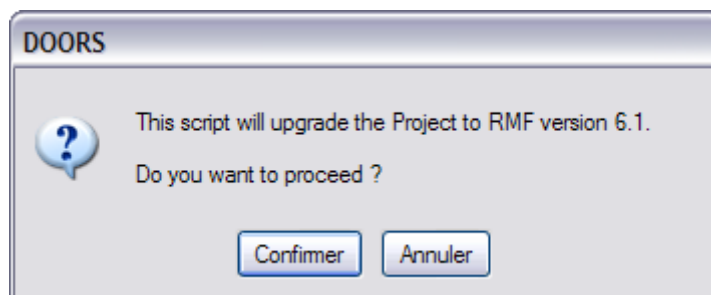 DOORS
This script will upgrade the Project to RMF version 6.1.
Do you want to proceed ?
Confirmer Annuler